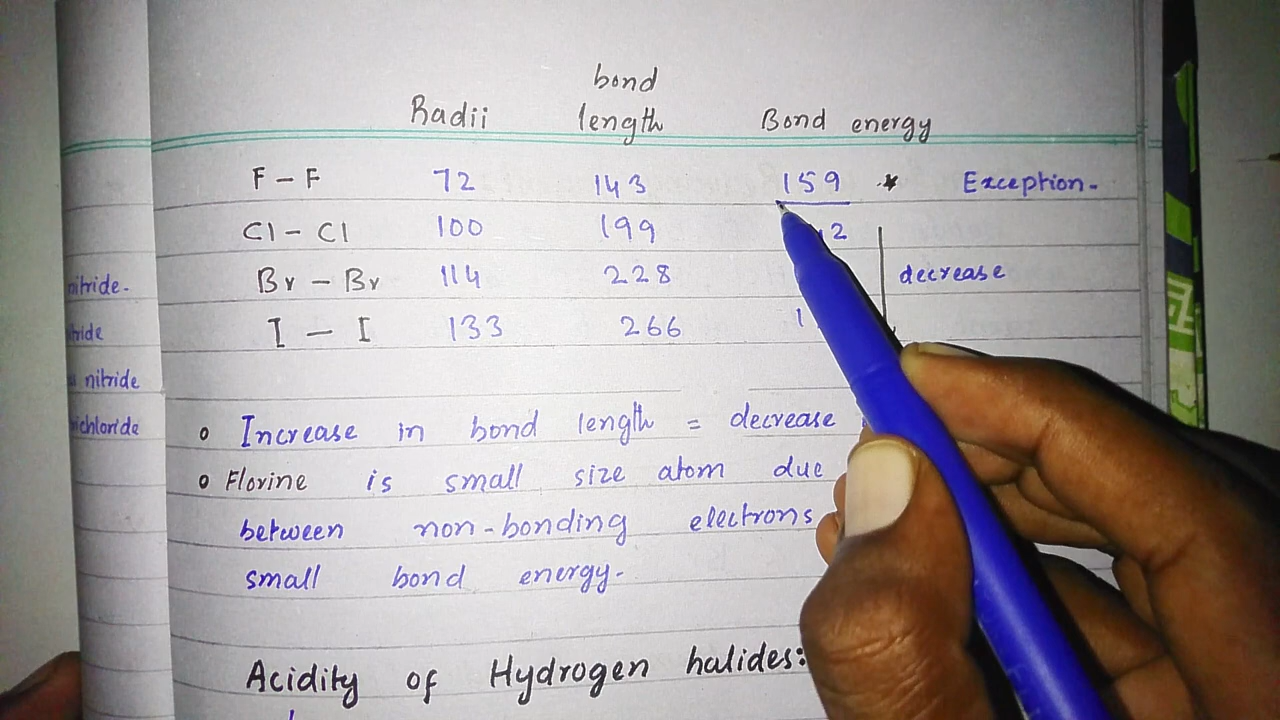 bond
Radii length Bond energy
F - F 72 143 159 * Exception -
Cl - Cl 100 199 2
Br - Br 114 228 decrease
I - I 133 266 1
nitride -
nitride
chloride
o Increase in bond length = decrease
o Florine is small size atom due
between non-bonding electrons
small bond energy -
Acidity of Hydrogen halides: